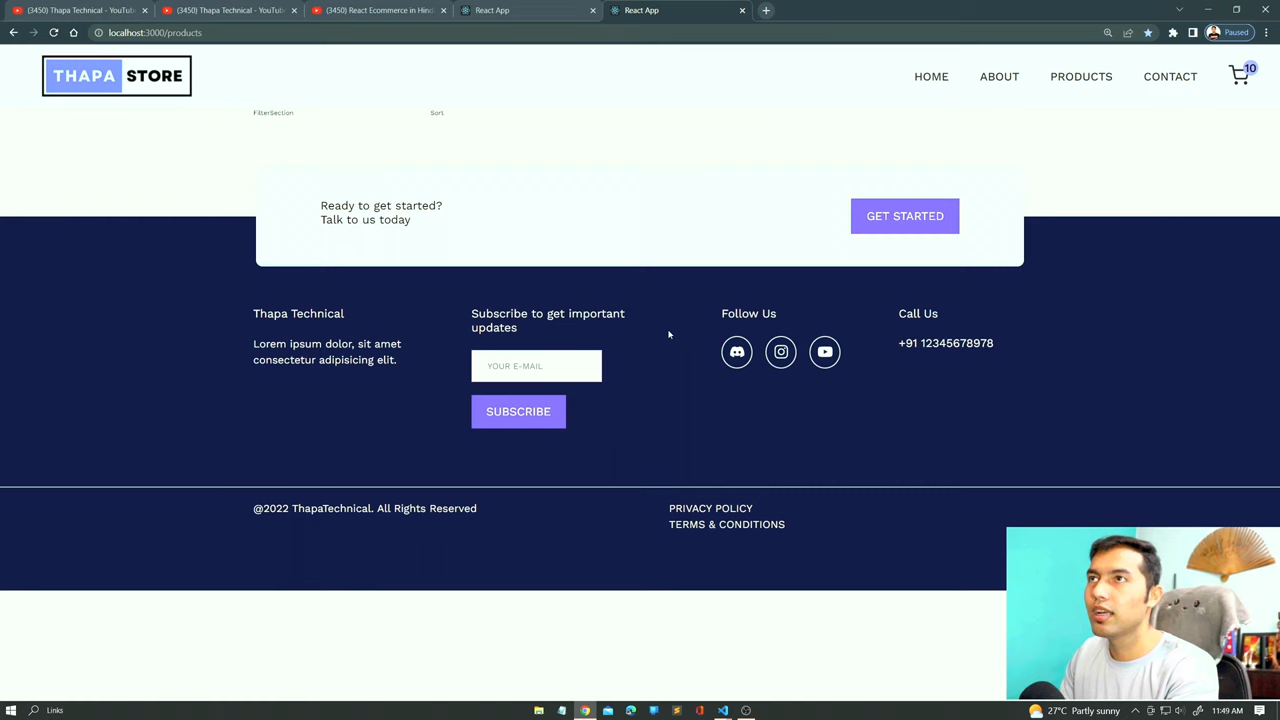 (3450) Thapa Technical - YouTub
(3450) Thapa Technical - YouTub
(3450) React Ecommerce in Hind
React App
React App
localhost:3000/products
Paused
THAPA STORE
HOME
ABOUT
PRODUCTS
CONTACT
10
FilterSection
Sort
Ready to get started?
Talk to us today
GET STARTED
Thapa Technical
Lorem ipsum dolor, sit amet
consectetur adipisicing elit.
Subscribe to get important
updates
YOUR E-MAIL
SUBSCRIBE
Follow Us
Call Us
+91 12345678978
@2022 ThapaTechnical. All Rights Reserved
PRIVACY POLICY
TERMS & CONDITIONS
Links
27°C Partly sunny
11:49 AM